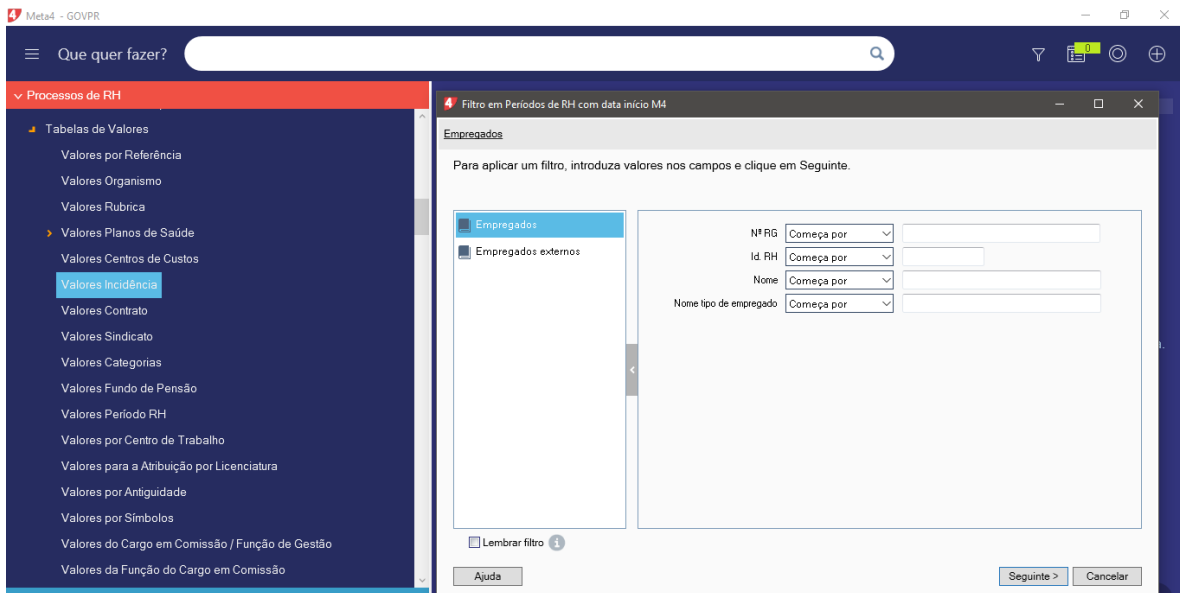 Meta4 - GOVPR
Que quer fazer?
0
Processos de RH
Tabelas de Valores
Valores por Referência
Valores Organismo
Valores Rubrica
Valores Planos de Saúde
Valores Centros de Custos
Valores Incidência
Valores Contrato
Valores Sindicato
Valores Categorias
Valores Fundo de Pensão
Valores Período RH
Valores por Centro de Trabalho
Valores para a Atribuição por Licenciatura
Valores por Antiguidade
Valores por Símbolos
Valores do Cargo em Comissão / Função de Gestão
Valores da Função do Cargo em Comissão
Filtro em Períodos de RH com data início M4
Empregados
Para aplicar um filtro, introduza valores nos campos e clique em Seguinte.
Empregados
Empregados externos
Nº RG Começa por
Id. RH Começa por
Nome Começa por
Nome tipo de empregado Começa por
Lembrar filtro
Ajuda
Seguinte > Cancelar